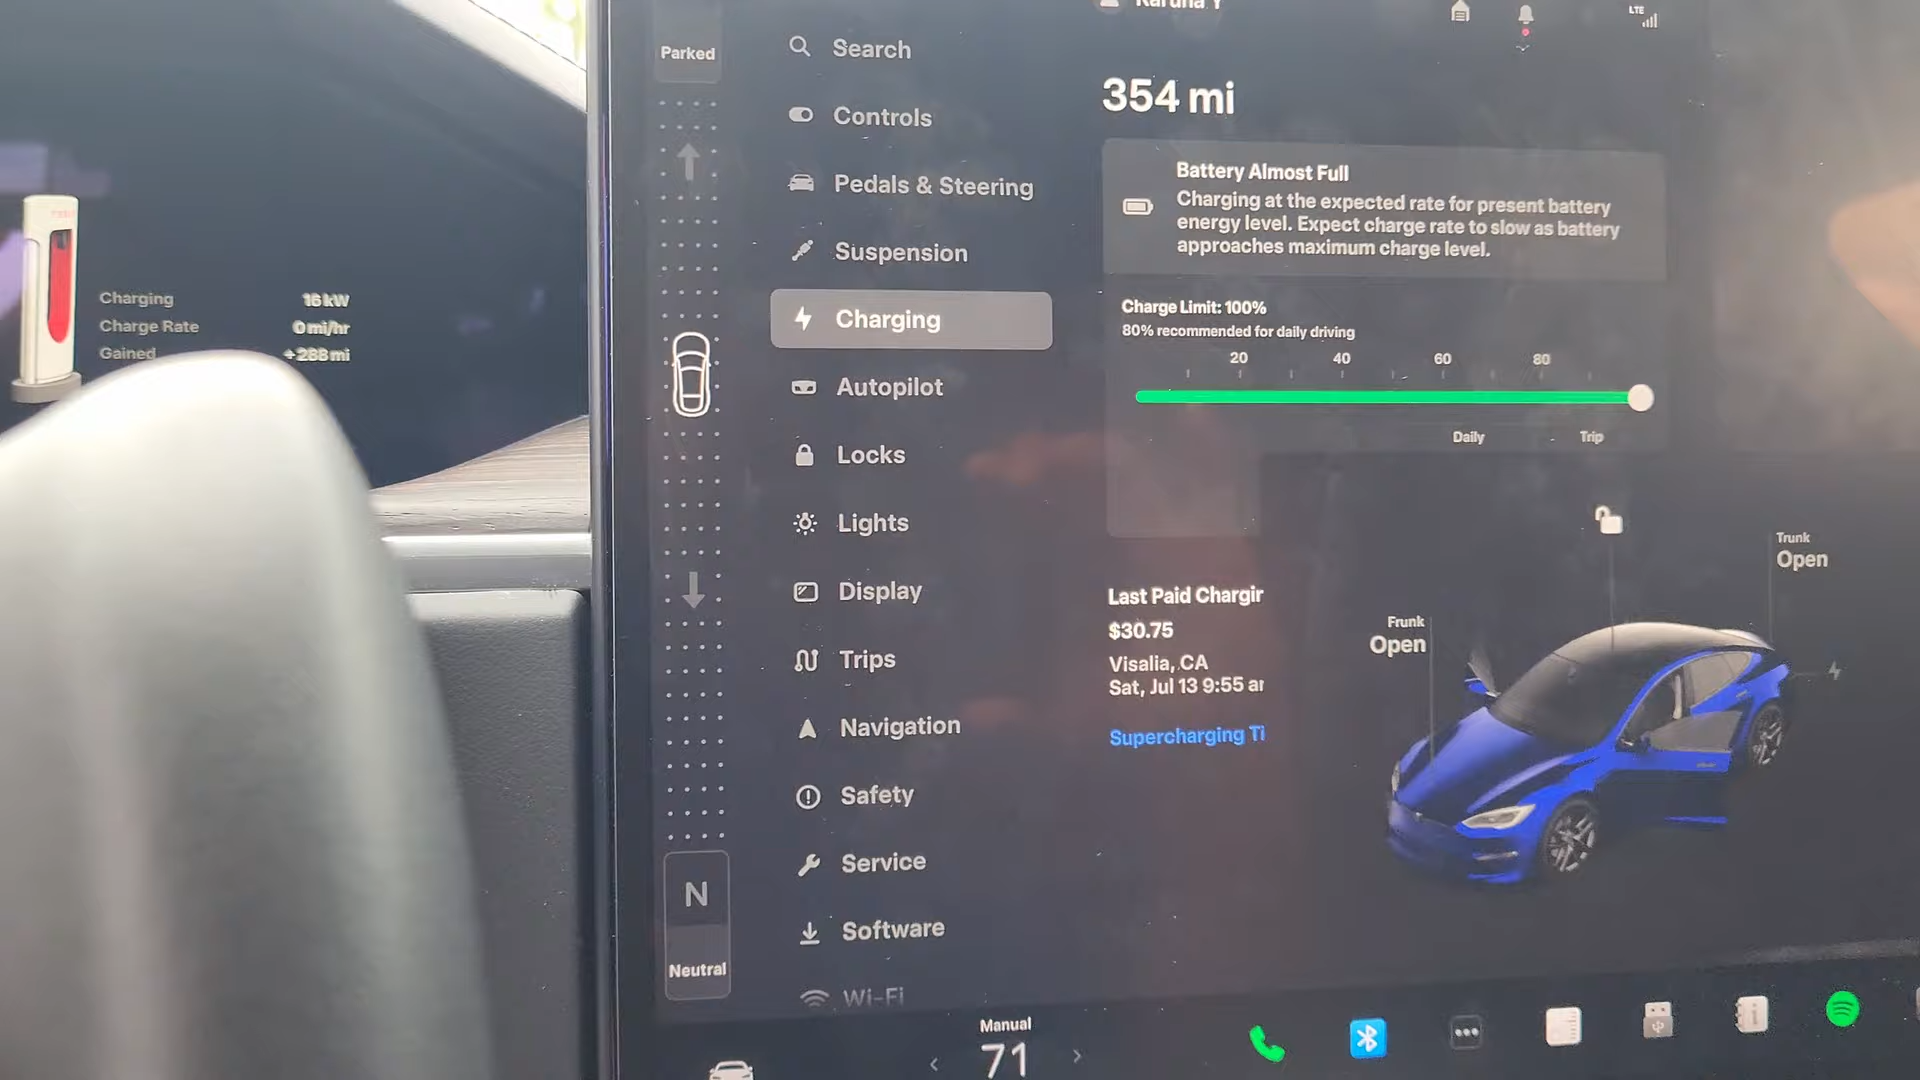 Parked
Search
Controls
Pedals & Steering
Suspension
Charging
Autopilot
Locks
Lights
Display
Trips
Navigation
Safety
Service
Software
Wi-Fi
N
Neutral
Charging 16 kW
Charge Rate 0 mi/hr
Gained +288 mi
LTE
354 mi
Battery Almost Full
Charging at the expected rate for present battery
energy level. Expect charge rate to slow as battery
approaches maximum charge level.
Charge Limit: 100%
80% recommended for daily driving
20 40 60 80
Daily Trip
Last Paid Chargin
$30.75
Visalia, CA
Sat, Jul 13 9:55 a
Supercharging Ti
Frunk
Open
Trunk
Open
Manual
71